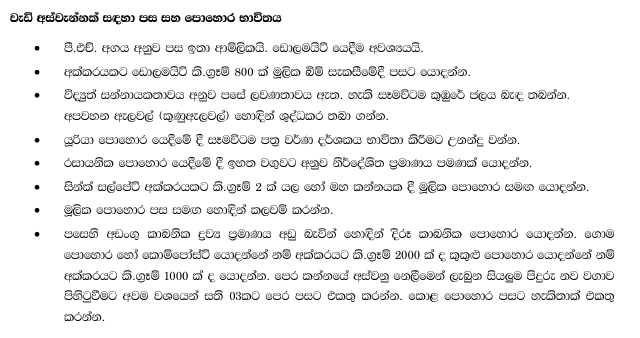 වැඩි අස්වැන්නක් සඳහා පස සහ පොහොර භාවිතය
• පී.එච්. අගය අනුව පස ඉතා ආම්ලිකයි. ඩොලමයිට් යෙදීම අවශ්‍යයයි.
• අක්කරයකට ඩොලමයිට් කි.ග්‍රෑම් 800 ක් මූලික බිම් සැකසීමේදී පසට යොදන්න.
• විද්‍යුත් සන්නායකතාවය අනුව පසේ ලවණතාවය ඇත. හැකි සෑමවිටම කුඹුරේ ජලය බැඳ තබන්න.
අපවහන ඇලවල් (කුණුඇලවල්) හොඳින් ශුද්ධකර තබා ගන්න.
• යූරියා පොහොර යෙදීමේ දී සෑමවිටම පත්‍ර වර්ණ දර්ශකය භාවිතා කිරීමට උනන්දු වන්න.
• රසායනික පොහොර යෙදීමේ දී ඉහත වගුවට අනුව නිර්දේශිත ප්‍රමාණය පමණක් යොදන්න.
• සින්ක් සල්පේට් අක්කරයකට කි.ග්‍රෑම් 2 ක් යල හෝ මහ කන්නයක දී මූලික පොහොර සමඟ යොදන්න.
• මූලික පොහොර පස සමඟ හොඳින් කලවම් කරන්න.
• පසෙහි අඩංගු කාබනික ද්‍රව්‍ය ප්‍රමාණය අඩු බැවින් හොඳින් දිරූ කාබනික පොහොර යොදන්න. ගොම
පොහොර හෝ කොම්පෝස්ට් යොදන්නේ නම් අක්කරයට කි.ග්‍රෑම් 2000 ක් ද කුකුළු පොහොර යොදන්නේ නම්
අක්කරයට කි.ග්‍රෑම් 1000 ක් ද යොදන්න. පෙර කන්නයේ අස්වනු නෙලීමෙන් ලැබුන සියලුම පිදුරු නව වගාව
පිහිටුවීමට අවම වශයෙන් සති 03කට පෙර පසට එකතු කරන්න. කොළ පොහොර පසට හැකිතාක් එකතු
කරන්න.